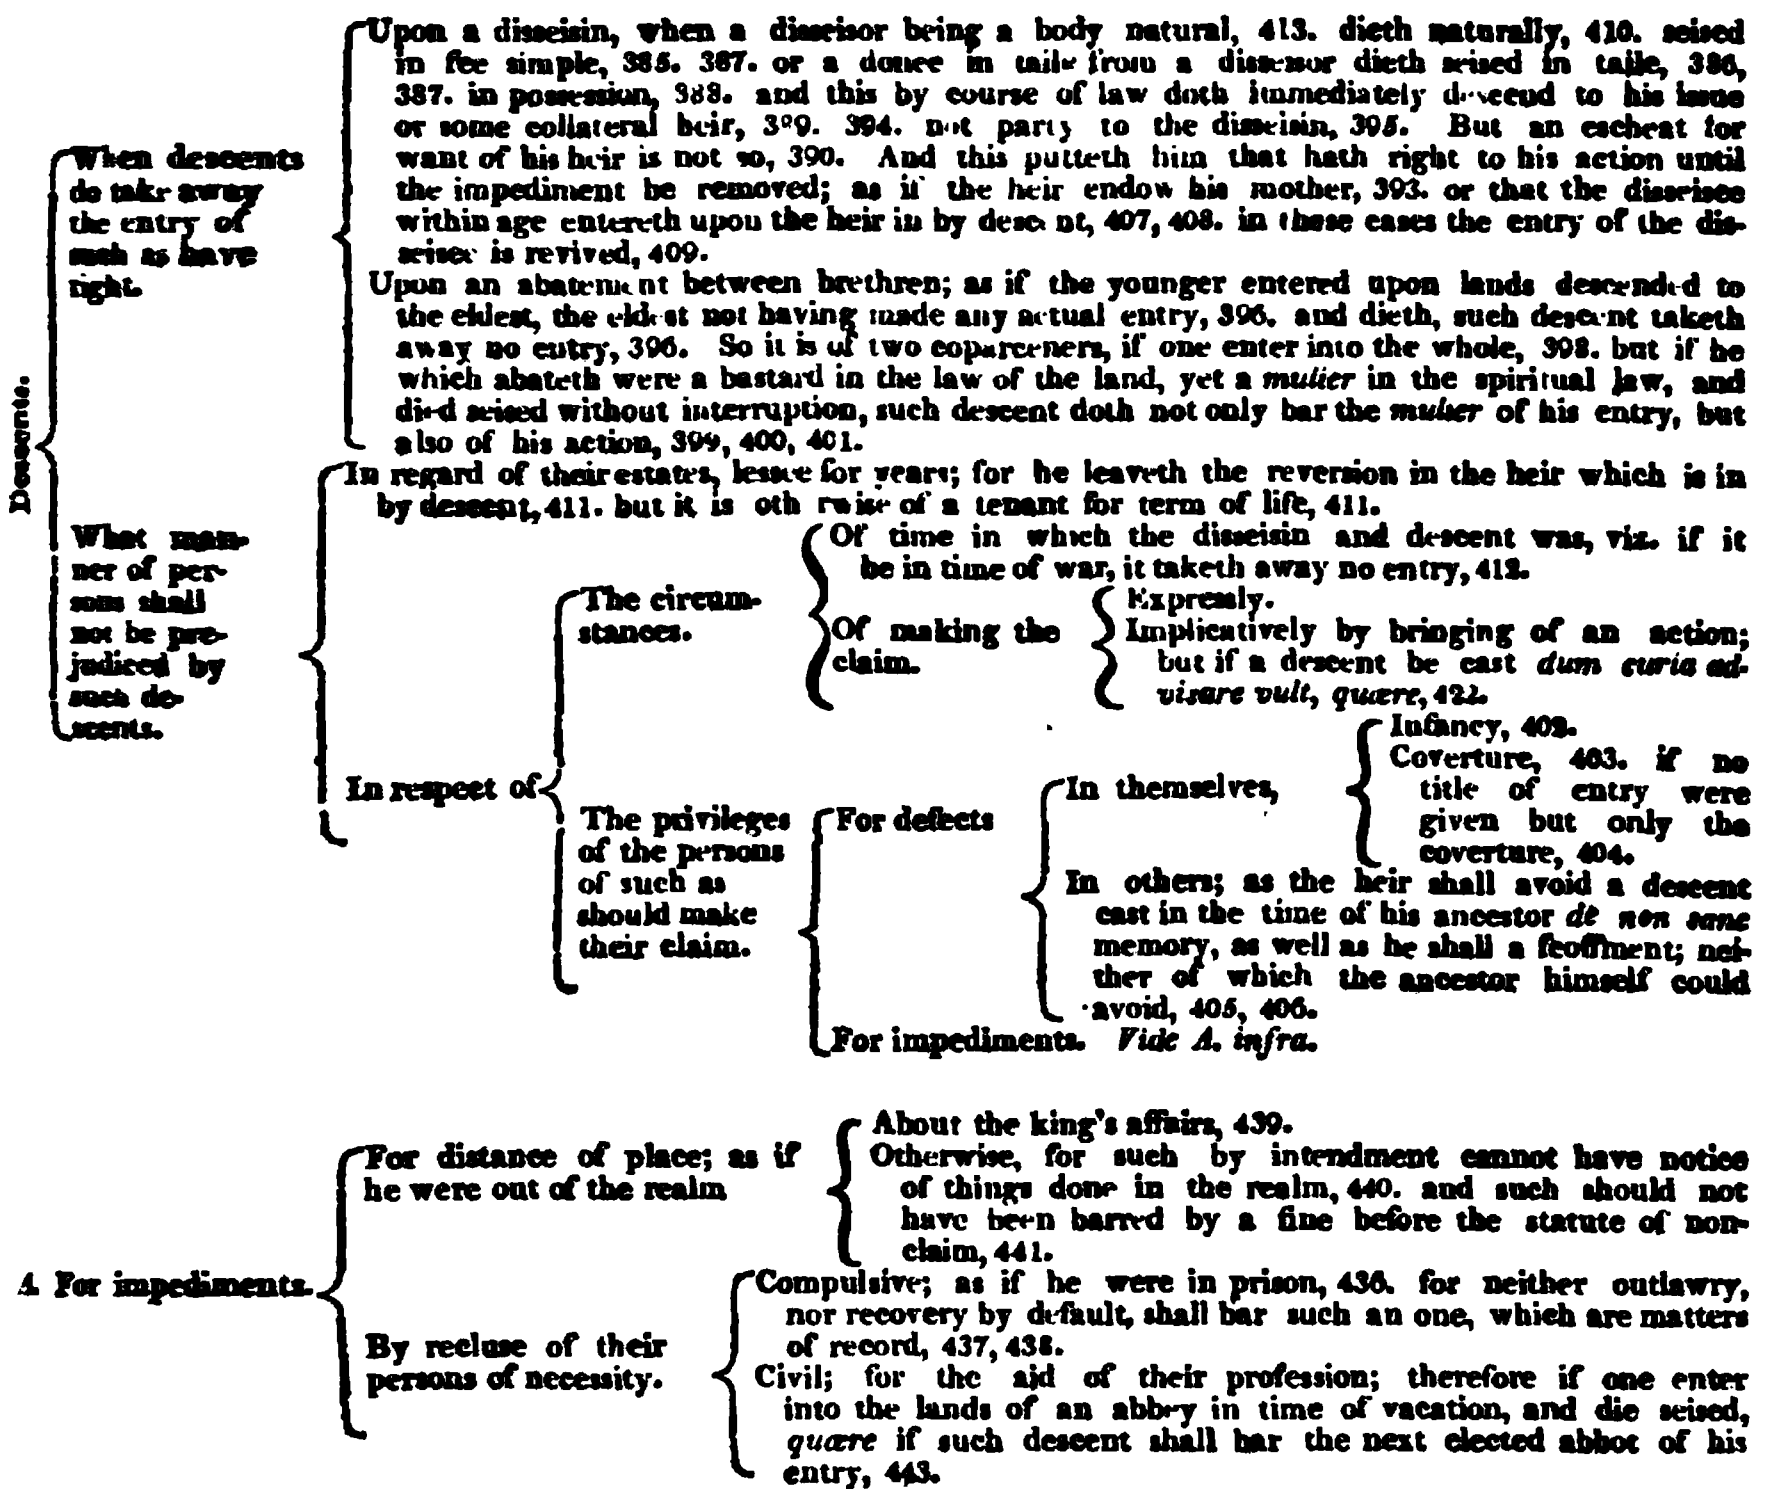 Descents.
When descents
do take away
the entry of
such as have
right.
Upon a disseisin, when a disseisor being a body natural, 413. dieth naturally, 410. seised
in fee simple, 385. 387. or a donee in taile from a disseisor dieth seised in taile, 386,
387. in possession, 388. and this by course of law doth immediately descend to his issue
or some collateral heir, 389. 394. not party to the disseisin, 395. But an escheat for
want of his heir is not so, 390. And this putteth him that hath right to his action until
the impediment be removed; as if the heir endow his mother, 393. or that the disseisee
within age entereth upon the heir in by descent, 407, 408. in these cases the entry of the dis-
seisee is revived, 409.
Upon an abatement between brethren; as if the younger entered upon lands descended to
the eldest, the eldest not having made any actual entry, 396. and dieth, such descent taketh
away no entry, 396. So it is of two coparceners, if one enter into the whole, 398. but if he
which abateth were a bastard in the law of the land, yet a mulier in the spiritual law, and
died seised without interruption, such descent doth not only bar the mulier of his entry, but
also of his action, 399, 400, 401.
What man-
ner of per-
sons shall
not be pre-
judiced by
such de-
scents.
In regard of their estates, lessee for years; for he leaveth the reversion in the heir which is in
by descent, 411. but it is otherwise of a tenant for term of life, 411.
In respect of
The circum-
stances.
Of time in which the disseisin and descent was, viz. if it
be in time of war, it taketh away no entry, 412.
Of making the
claim.
Expressly.
Implicatively by bringing of an action;
but if a descent be cast dum curia ad-
visare vult, quære, 422.
The privileges
of the persons
of such as
should make
their claim.
For defects
In themselves,
Infancy, 402.
Coverture, 403. if no
title of entry were
given but only the
coverture, 404.
In others; as the heir shall avoid a descent
cast in the time of his ancestor de non sane
memory, as well as he shall a feoffment; nei-
ther of which the ancestor himself could
avoid, 405, 406.
For impediments. Vide A. infra.
A. For impediments.
For distance of place; as if
he were out of the realm
About the king's affairs, 439.
Otherwise, for such by intendment cannot have notice
of things done in the realm, 440. and such should not
have been barred by a fine before the statute of non-
claim, 441.
By recluse of their
persons of necessity.
Compulsive; as if he were in prison, 436. for neither outlawry,
nor recovery by default, shall bar such an one, which are matters
of record, 437, 438.
Civil; for the aid of their profession; therefore if one enter
into the lands of an abbey in time of vacation, and die seised,
quære if such descent shall bar the next elected abbot of his
entry, 443.